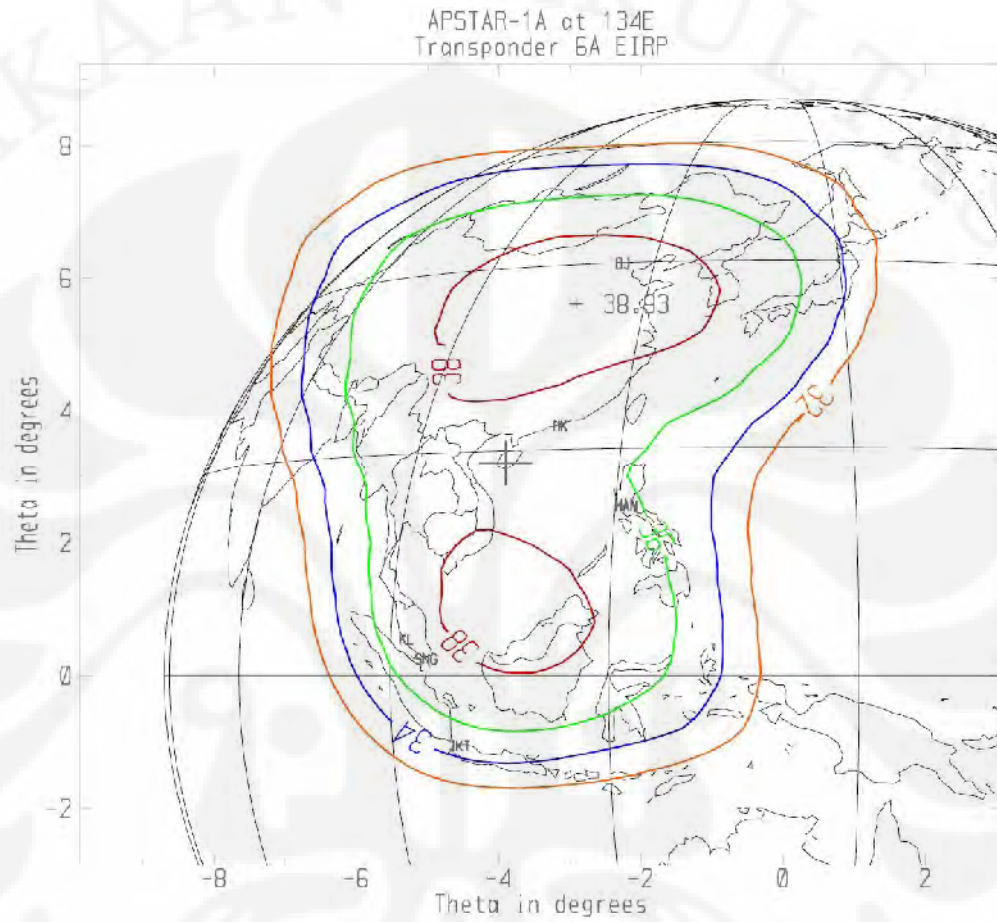 APSTAR-1A at 134E
Transponder 6A EIRP
8
6
4
2
0
-2
Theta in degrees
BJ
+ 38.93
38
32
HK
MAN
36
KL
SNG
38
34
JKT
-8
-6
-4
-2
0
2
Theta in degrees